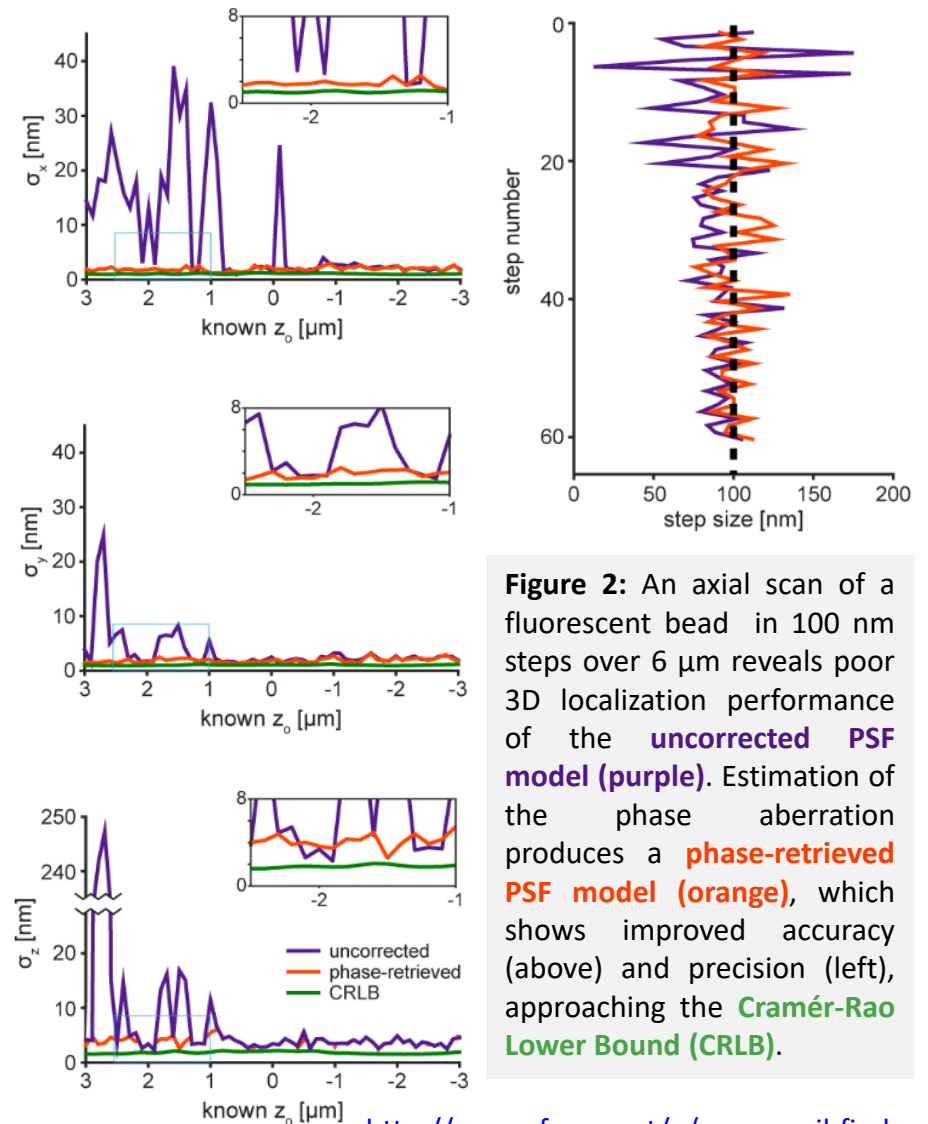 40
30
20
10
0
σx [nm]
3 2 1 0 -1 -2 -3
known zo [µm]
8
0
-2 -1
0
20
40
60
step number
0 50 100 150 200
step size [nm]
40
30
20
10
0
σy [nm]
3 2 1 0 -1 -2 -3
known zo [µm]
8
0
-2 -1
250
240
20
10
0
σz [nm]
3 2 1 0 -1 -2 -3
known zo [µm]
8
0
-2 -1
uncorrected
phase-retrieved
CRLB
Figure 2: An axial scan of a
fluorescent bead in 100 nm
steps over 6 µm reveals poor
3D localization performance
of the uncorrected PSF
model (purple). Estimation of
the phase aberration
produces a phase-retrieved
PSF model (orange), which
shows improved accuracy
(above) and precision (left),
approaching the Cramér-Rao
Lower Bound (CRLB).